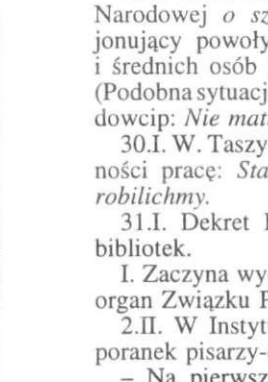 Narodowej o sz
jonujący powoły
i średnich osób
(Podobna sytuacj
dowcip: Nie mat
30.I. W. Taszy
ności pracę: Sta
robilichmy.
31.I. Dekret
bibliotek.
I. Zaczyna wy
organ Związku
2.II. W Instyt
poranek pisarzy-
– Na pierwsz